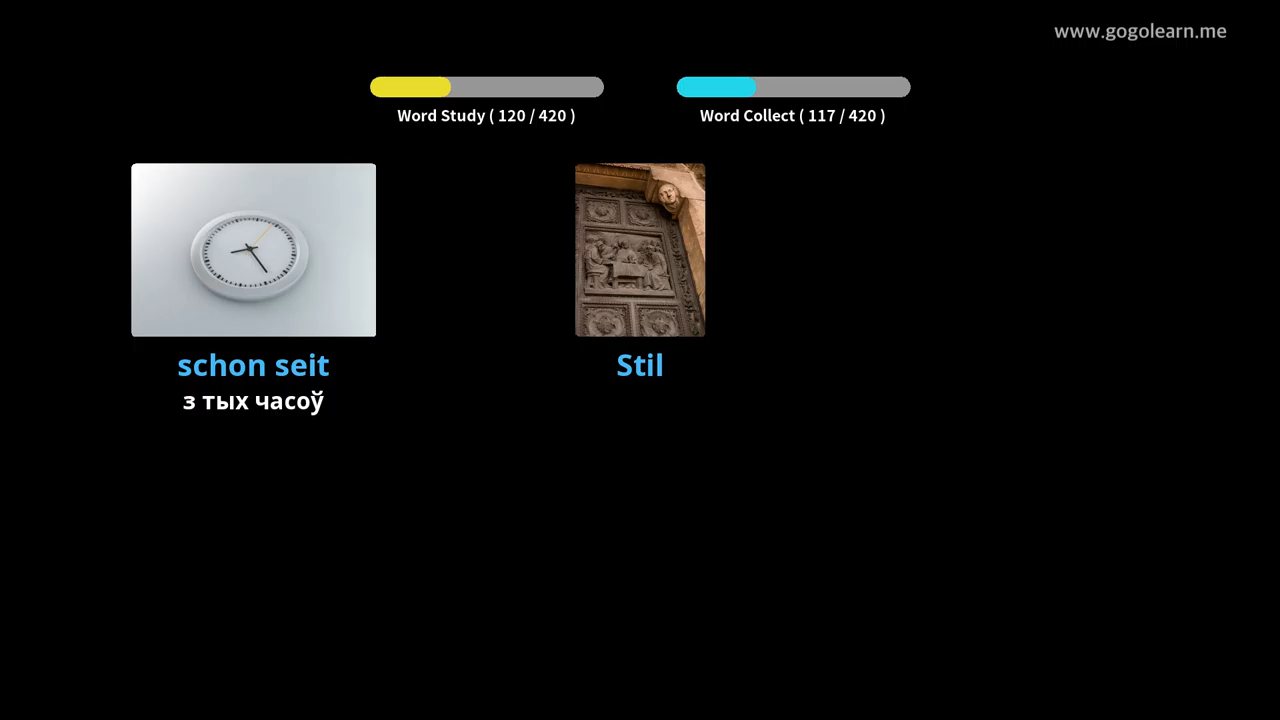 www.gogolearn.me
Word Study ( 120 / 420 )
Word Collect ( 117 / 420 )
schon seit
з тых часоў
Stil